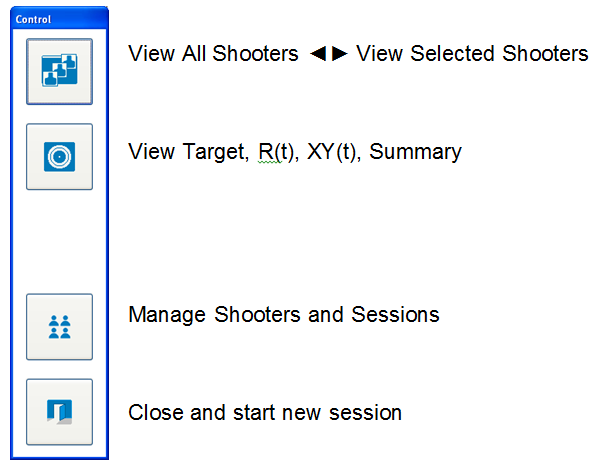 Control
View All Shooters ◄► View Selected Shooters
View Target, R(t), XY(t), Summary
Manage Shooters and Sessions
Close and start new session